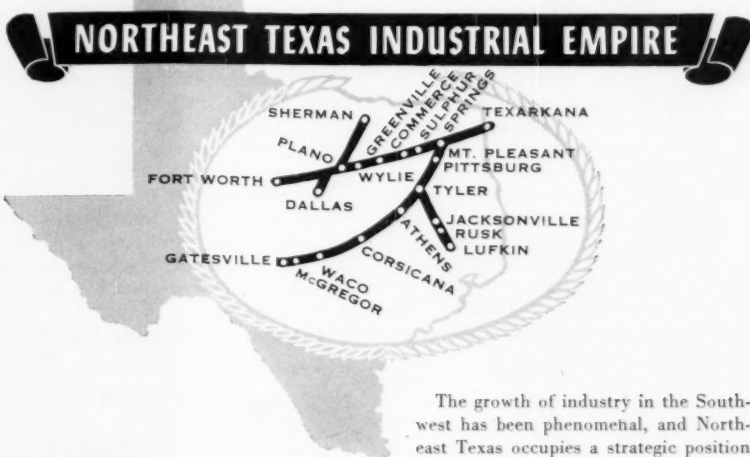 NORTHEAST TEXAS INDUSTRIAL EMPIRE
SHERMAN
GREENVILLE
COMMERCE
SULPHUR
SPRINGS
TEXARKANA
PLANO
MT. PLEASANT
PITTSBURG
WYLIE
FORT WORTH
TYLER
DALLAS
JACKSONVILLE
RUSK
LUFKIN
ATHENS
CORSICANA
GATESVILLE
WACO
McGREGOR
The growth of industry in the South-
west has been phenomenal, and North-
east Texas occupies a strategic position